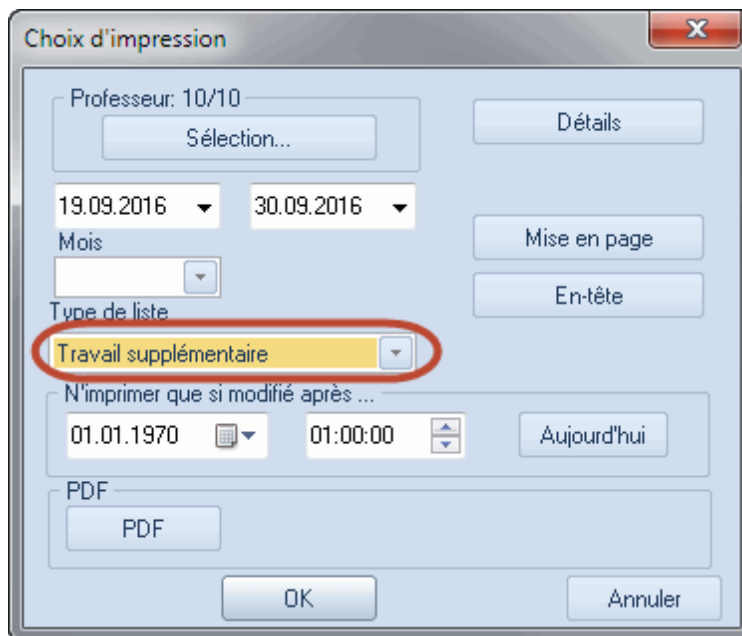 Choix d'impression
Professeur: 10/10
Sélection...
Détails
19.09.2016
30.09.2016
Mois
Mise en page
En-tête
Type de liste
Travail supplémentaire
N'imprimer que si modifié après ...
01.01.1970
01:00:00
Aujourd'hui
PDF
PDF
OK
Annuler